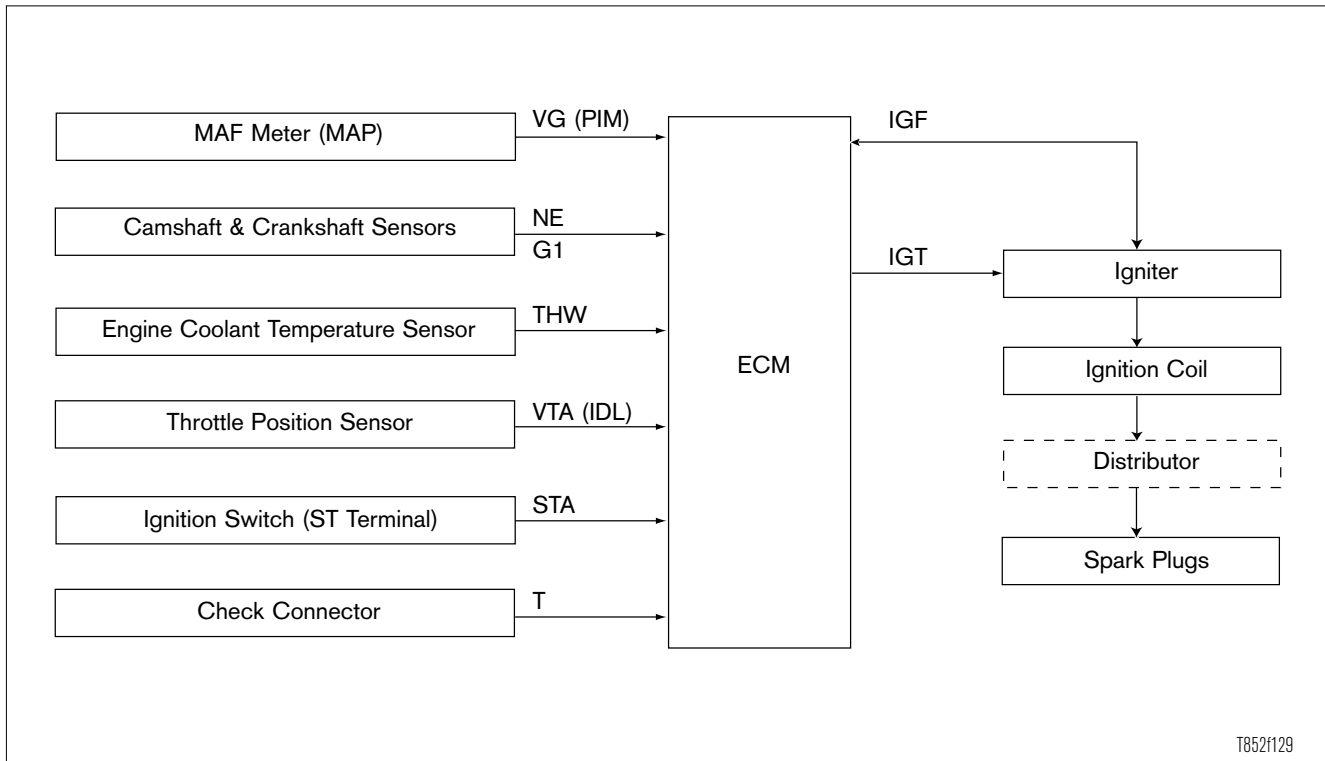 MAF Meter (MAP)
VG (PIM)
Camshaft & Crankshaft Sensors
NE
G1
Engine Coolant Temperature Sensor
THW
Throttle Position Sensor
VTA (IDL)
Ignition Switch (ST Terminal)
STA
Check Connector
T
ECM
IGF
IGT
Igniter
Ignition Coil
Distributor
Spark Plugs
T852f129